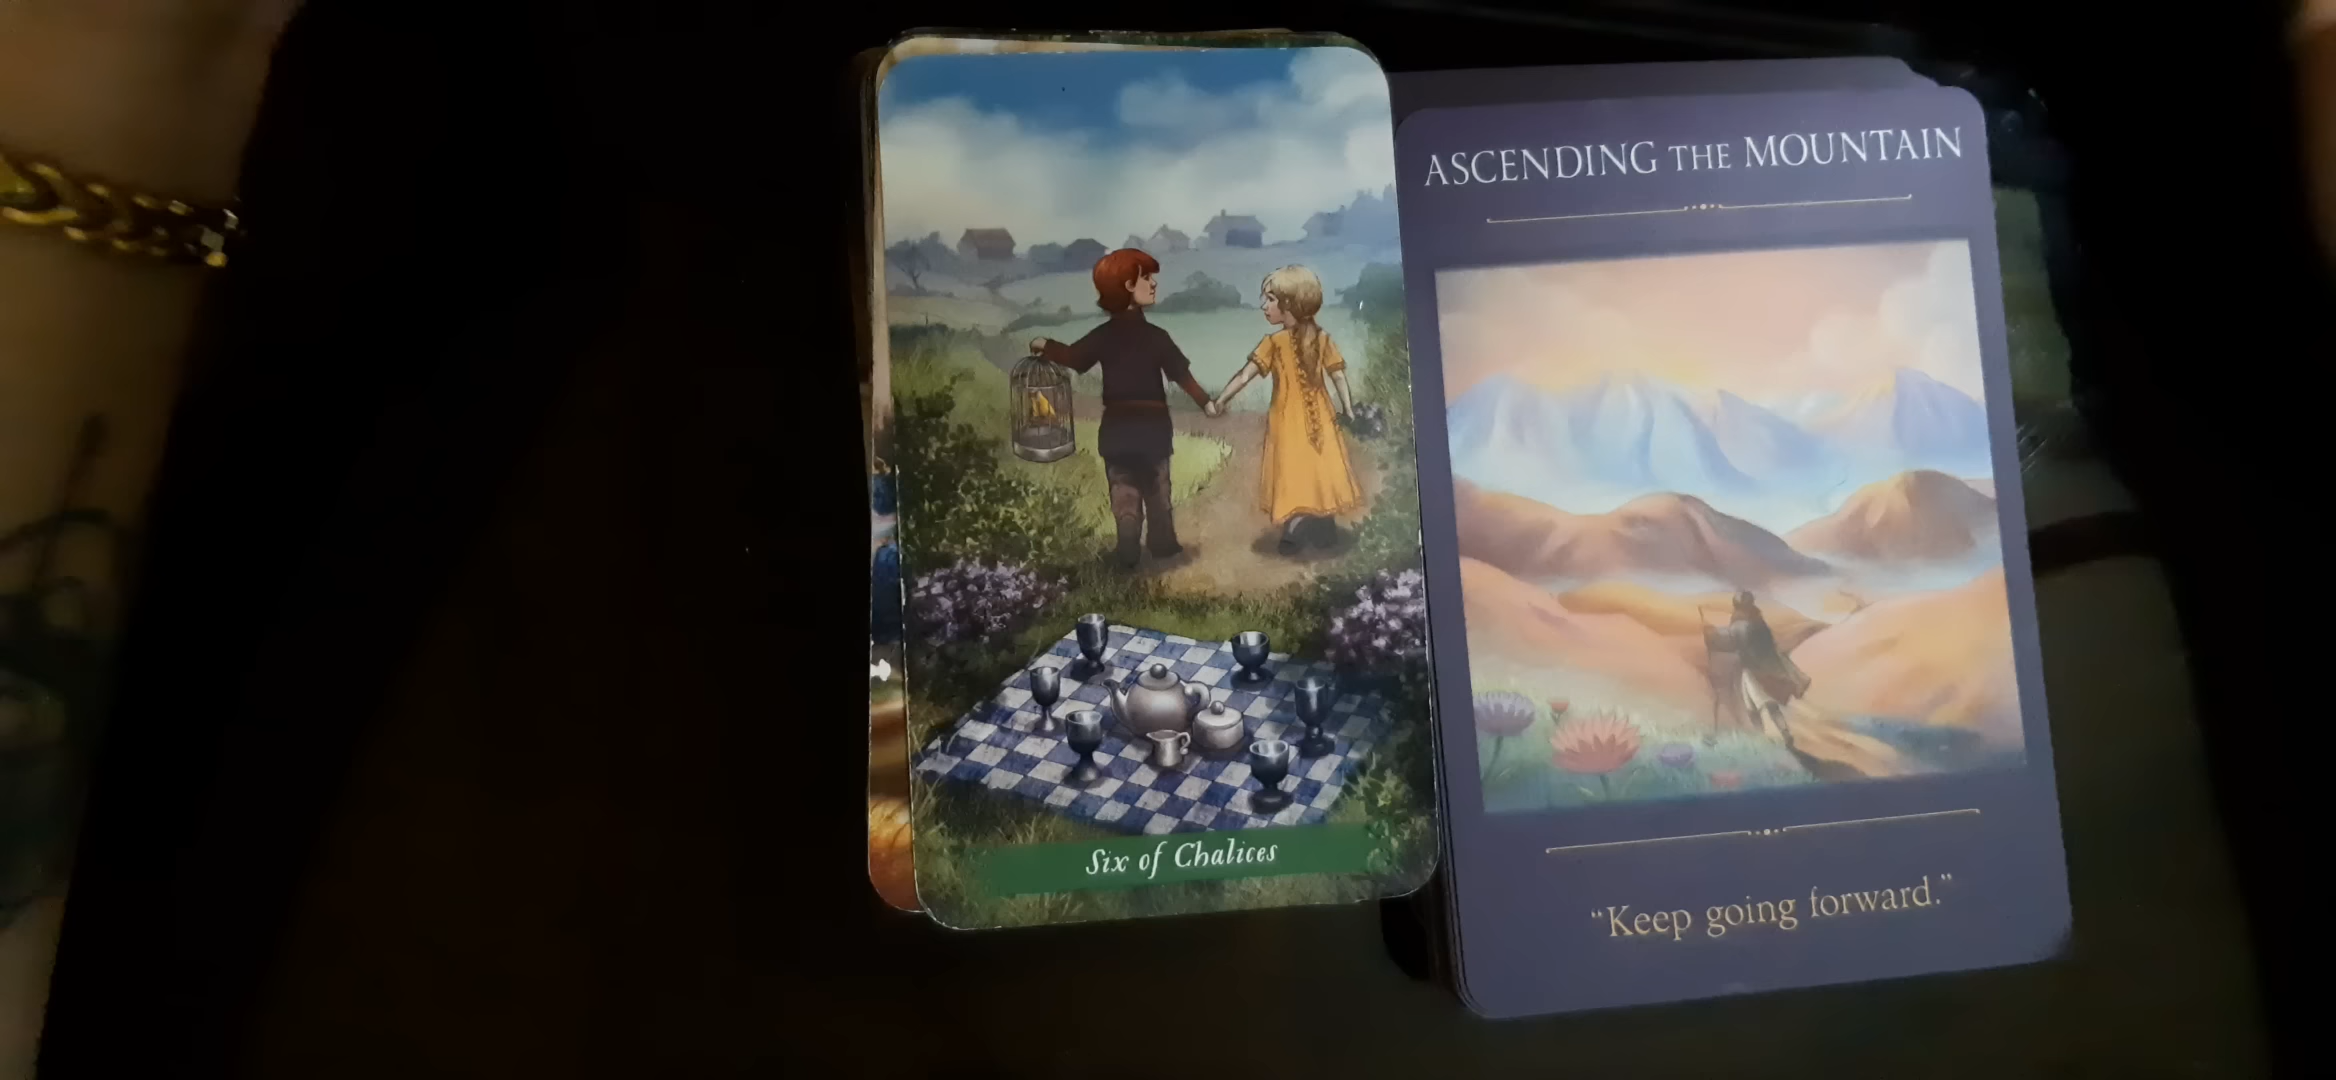 Six of Chalices
ASCENDING THE MOUNTAIN
"Keep going forward."